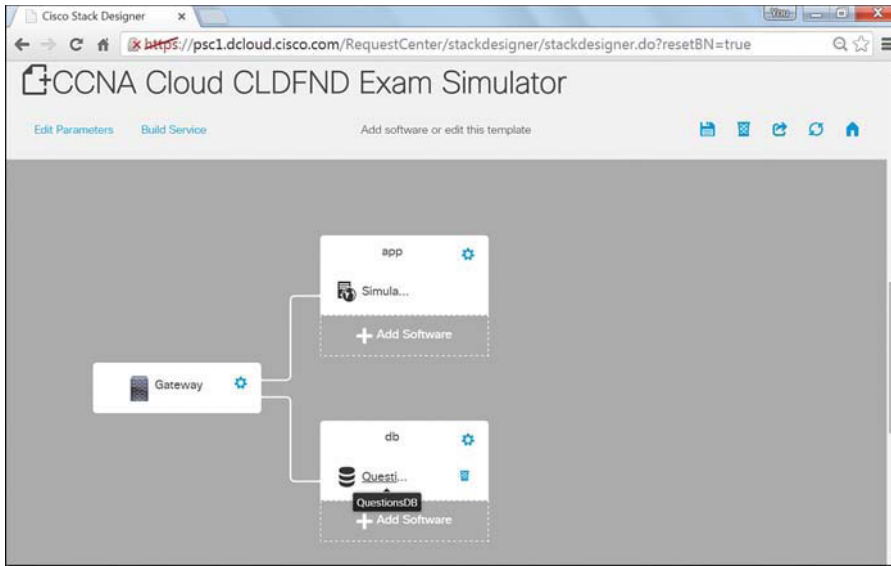 Cisco Stack Designer
You
https://psc1.dcloud.cisco.com/RequestCenter/stackdesigner/stackdesigner.do?resetBN=true
CCNA Cloud CLDFND Exam Simulator
Edit Parameters
Build Service
Add software or edit this template
app
Simula...
Add Software
Gateway
db
Questi...
QuestionsDB
Add Software